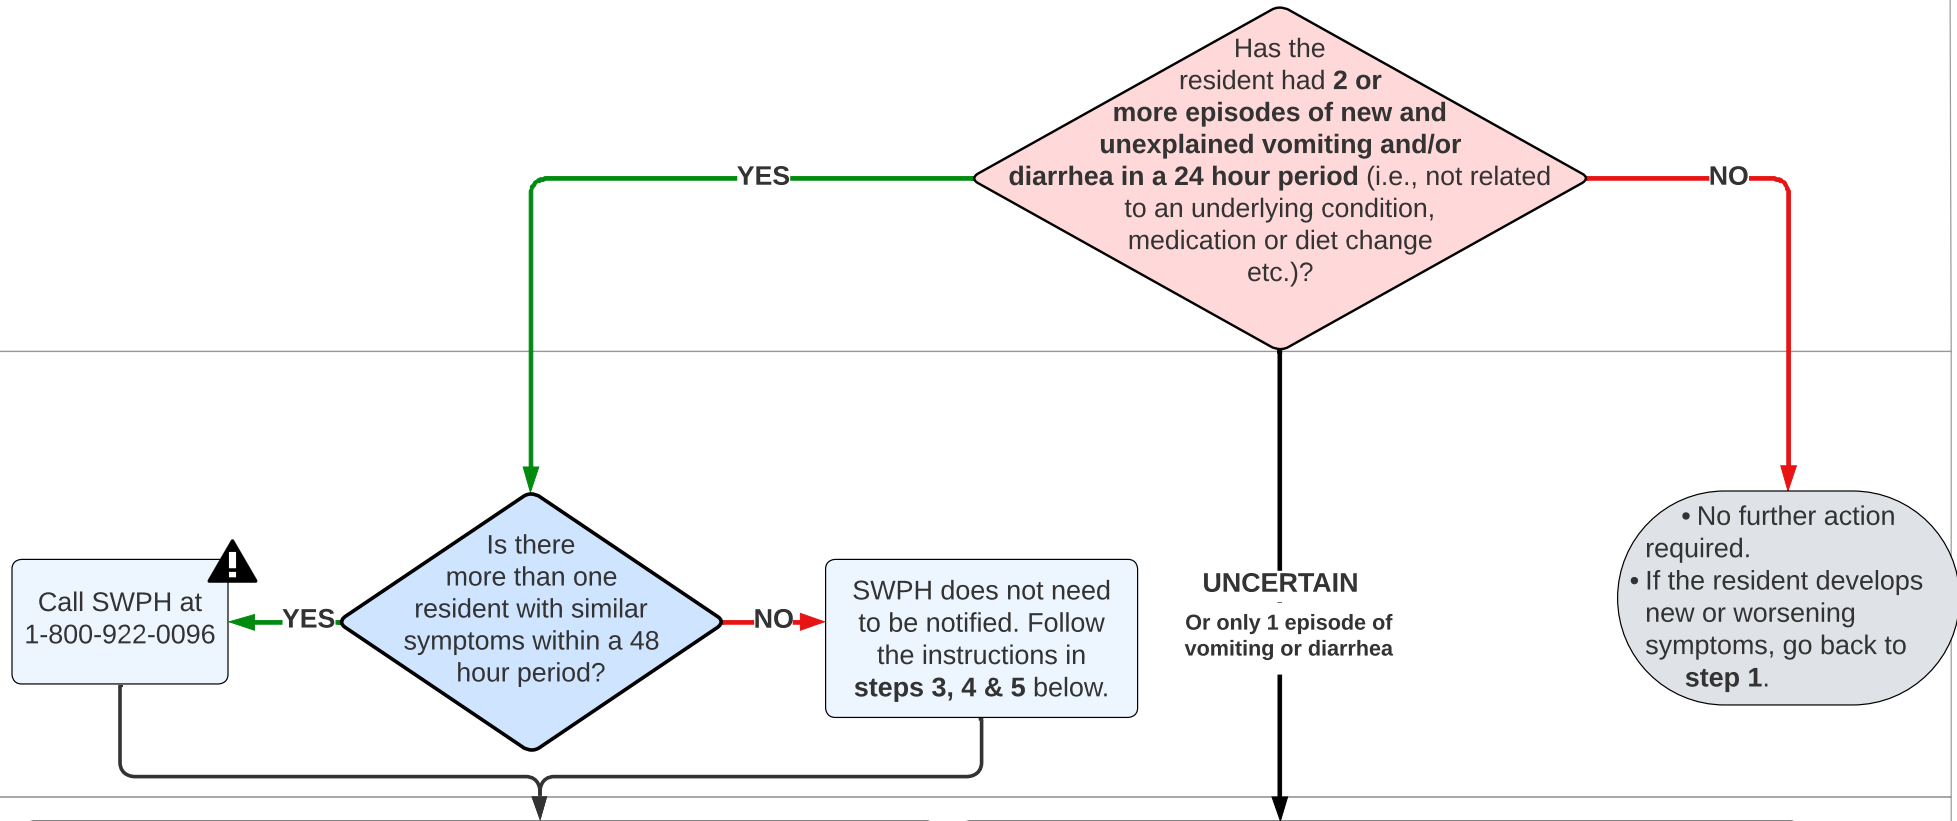 Has the
resident had 2 or
more episodes of new and
unexplained vomiting and/or
diarrhea in a 24 hour period (i.e., not related
to an underlying condition,
medication or diet change
etc.)?
YES
NO
Is there
more than one
resident with similar
symptoms within a 48
hour period?
YES
NO
Call SWPH at
1-800-922-0096
SWPH does not need
to be notified. Follow
the instructions in
steps 3, 4 & 5 below.
UNCERTAIN
-
Or only 1 episode of
vomiting or diarrhea
• No further action
required.
• If the resident develops
new or worsening
symptoms, go back to
step 1.